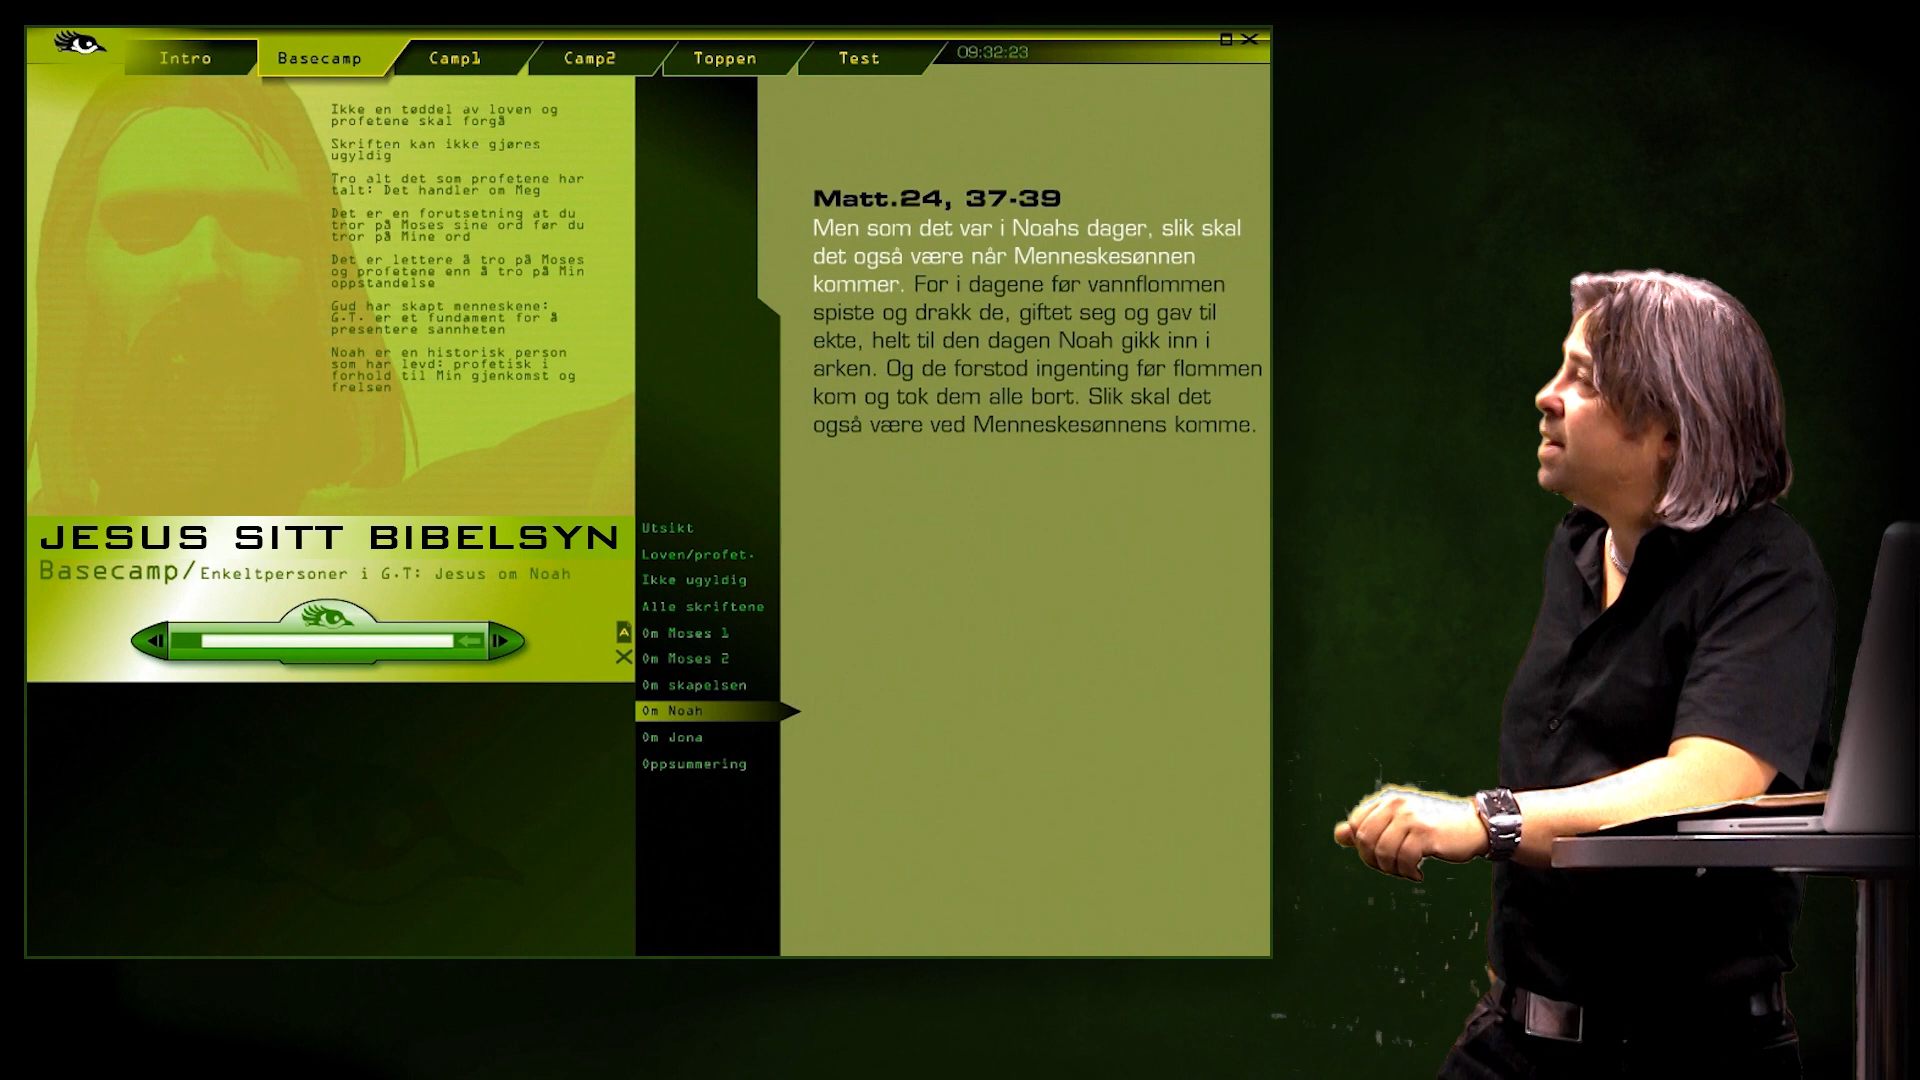 Intro
Basecamp
Camp1
Camp2
Toppen
Test
09:32:23
Ikke en tøddel av loven og
profetene skal forgå
Skriften kan ikke gjøres
ugyldig
Tro alt det som profetene har
talt: Det handler om Meg
Det er en forutsetning at du
tror på Moses sine ord før du
tror på Mine ord
Det er lettere å tro på Moses
og profetene enn å tro på Min
oppstandelse
Gud har skapt menneskene:
G.T. er et fundament for å
presentere sannheten
Noah er en historisk person
som har levd: profetisk i
forhold til Min gjenkomst og
frelsen
JESUS SITT BIBELSYN
Basecamp/Enkeltpersoner i G.T: Jesus om Noah
A
Utsikt
Loven/profet.
Ikke ugyldig
Alle skriftene
Om Moses 1
Om Moses 2
Om skapelsen
Om Noah
Om Jona
Oppsummering
Matt.24, 37-39
Men som det var i Noahs dager, slik skal
det også være når Menneskesønnen
kommer. For i dagene før vannflommen
spiste og drakk de, giftet seg og gav til
ekte, helt til den dagen Noah gikk inn i
arken. Og de forstod ingenting før flommen
kom og tok dem alle bort. Slik skal det
også være ved Menneskesønnens komme.